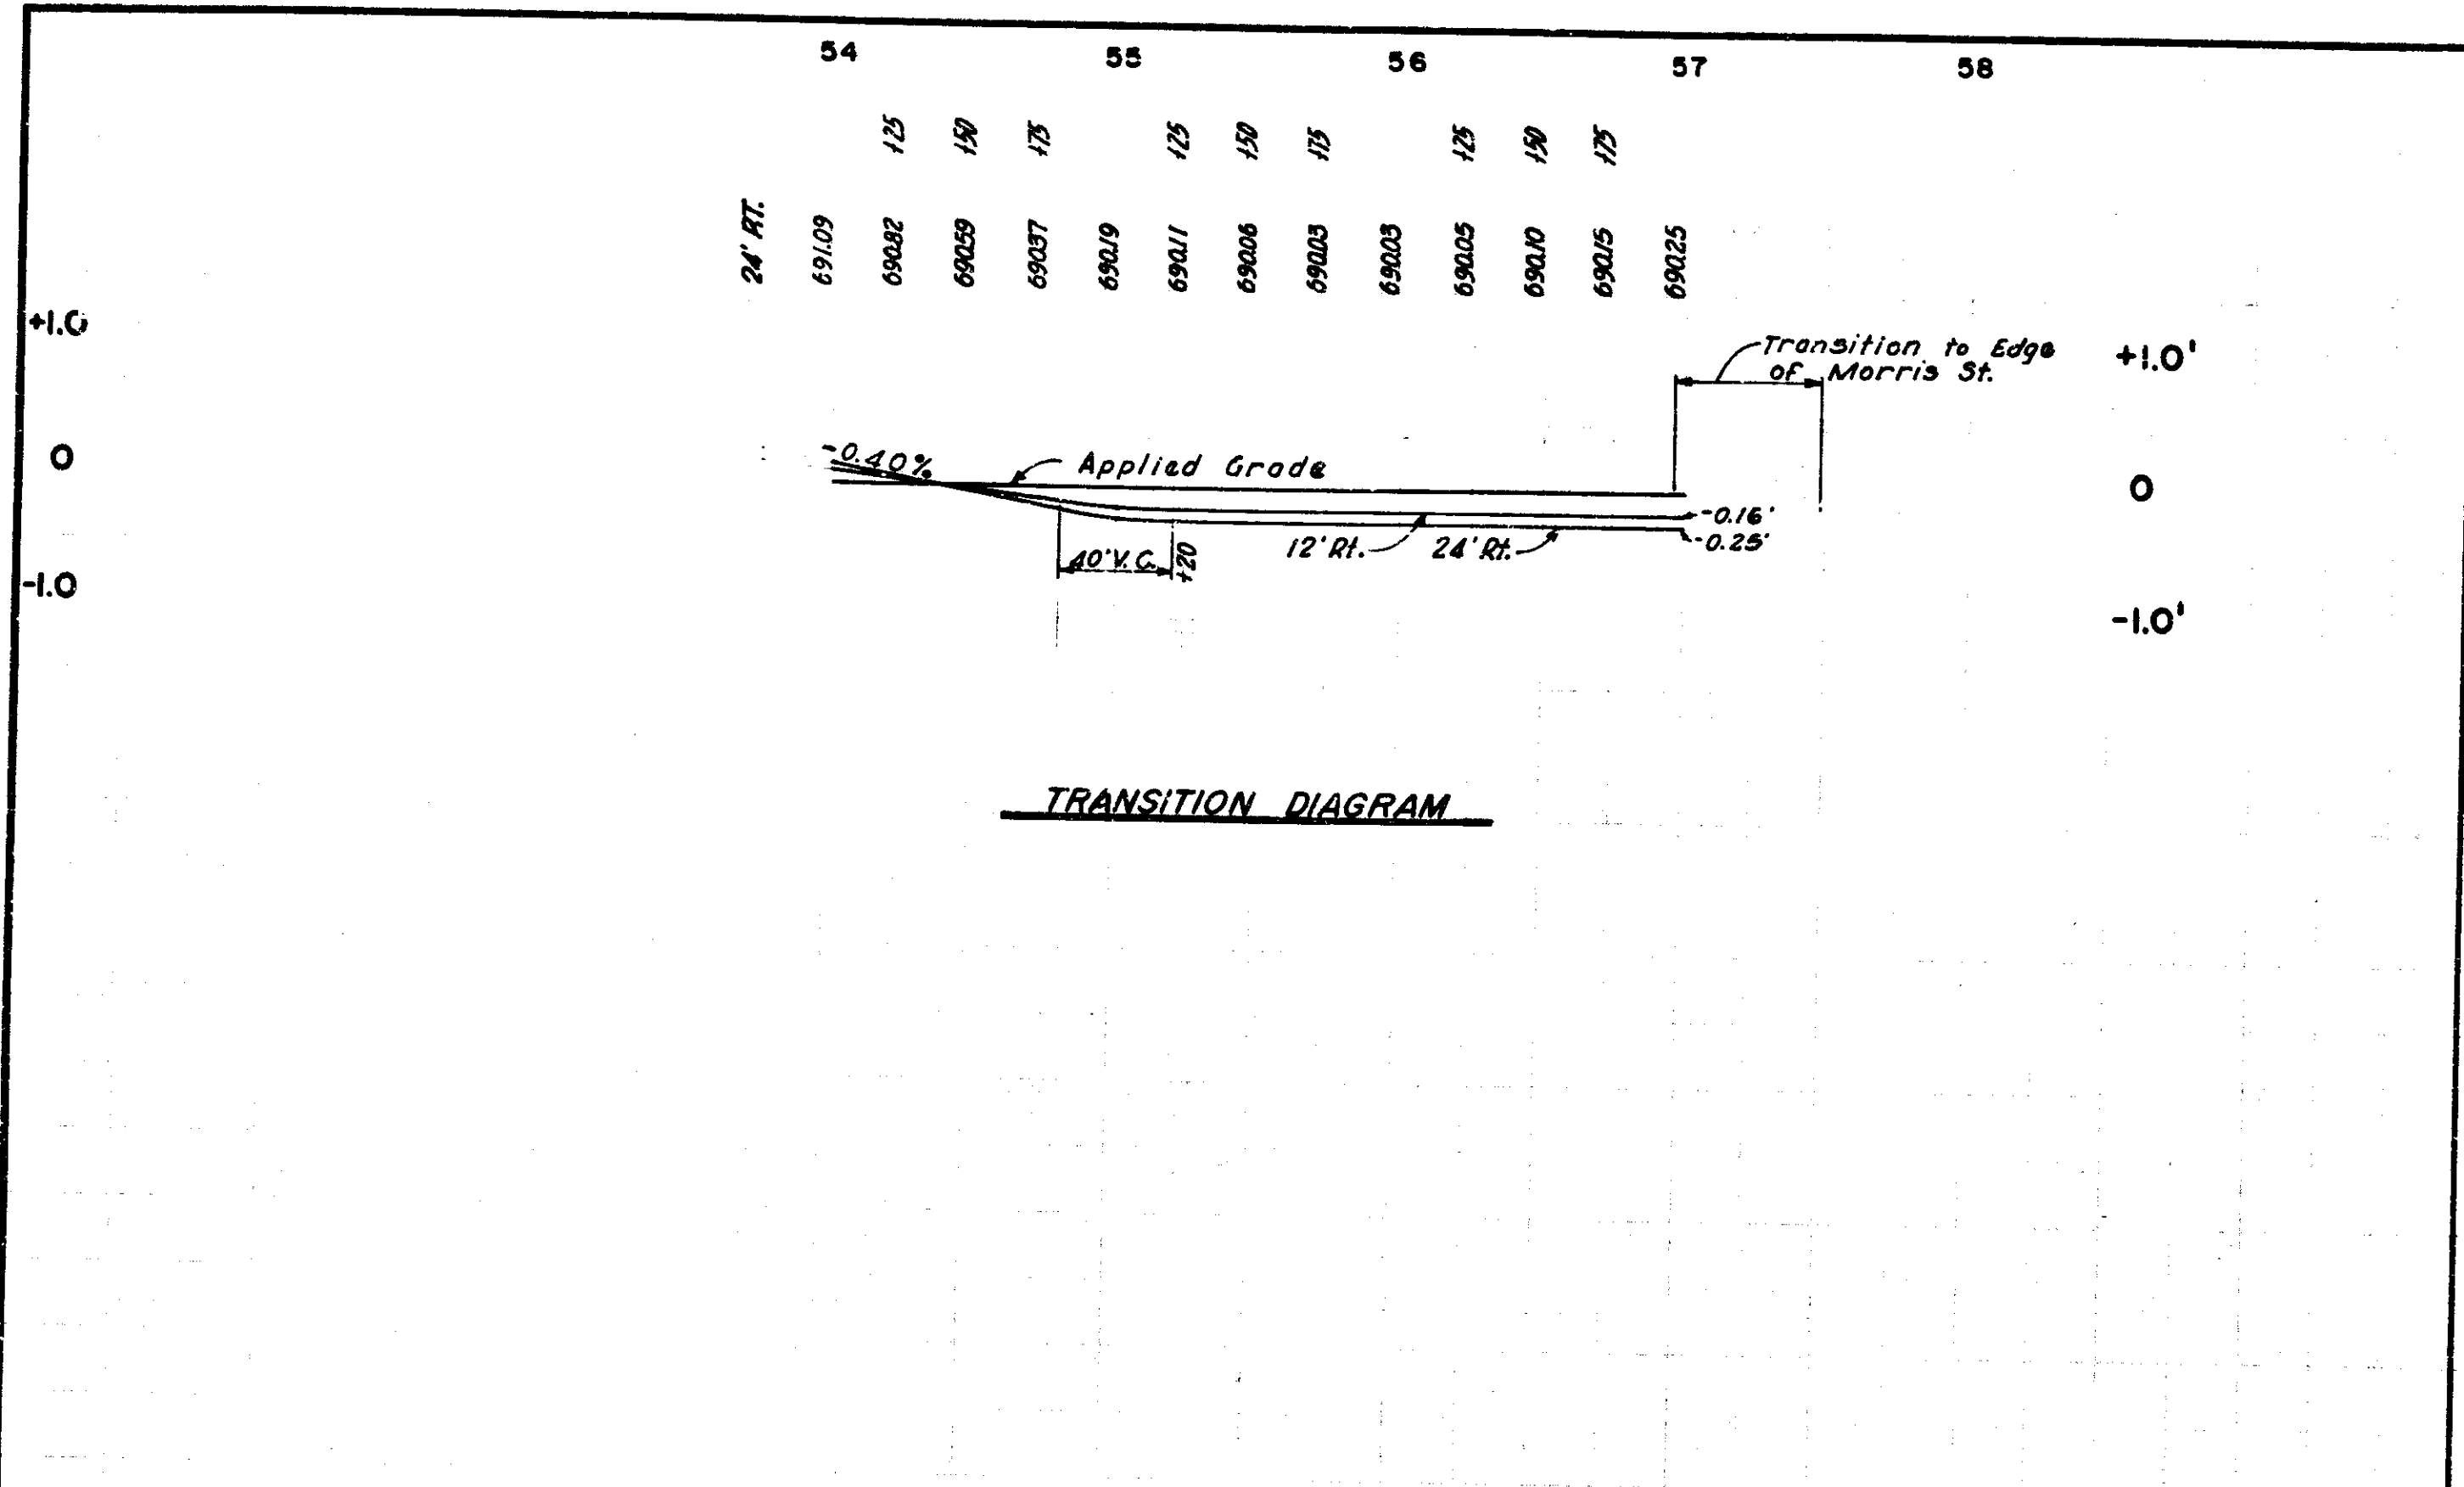 54 55 56 57 58
+25 +50 +75 +25 +50 +75 +25 +50 +75
24' RT. 691.09 690.82 690.59 690.37 690.19 690.11 690.06 690.03 690.03 690.05 690.10 690.15 690.25
+1.0
Transition to Edge
of Morris St.
+1.0'
0
-0.40%
Applied Grade
0
-0.16'
-0.25'
12' Rt.
24' Rt.
40' V.C.
+20
-1.0
-1.0'
TRANSITION DIAGRAM